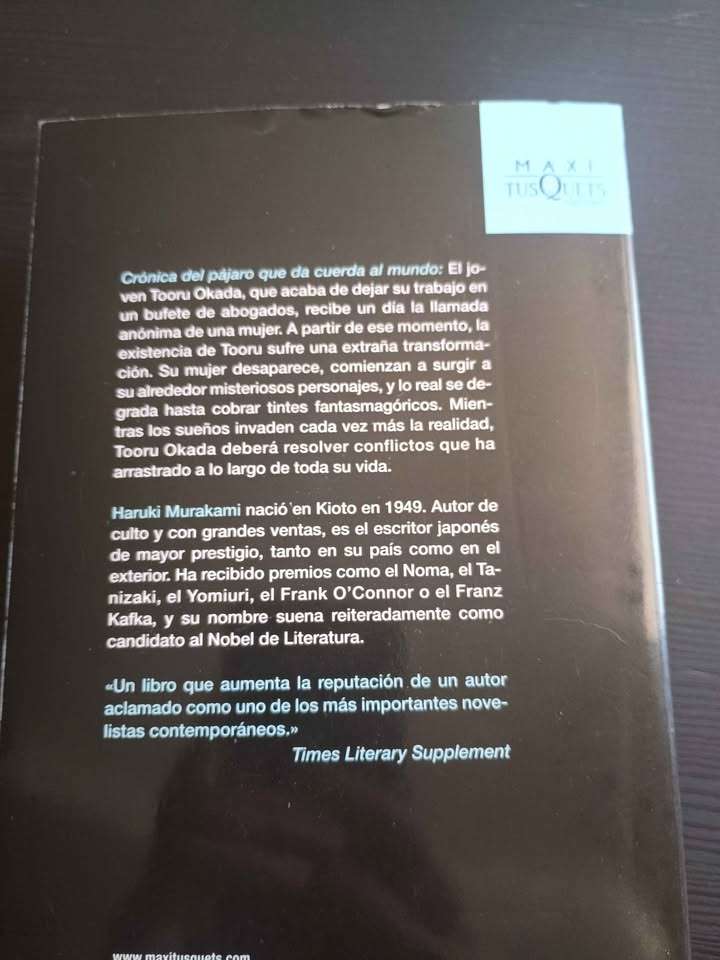 MAXI
TUSQUETS
Crónica del pájaro que da cuerda al mundo: El jo-
ven Tooru Okada, que acaba de dejar su trabajo en
un bufete de abogados, recibe un día la llamada
anónima de una mujer. A partir de ese momento, la
existencia de Tooru sufre una extraña transforma-
ción. Su mujer desaparece, comienzan a surgir a
su alrededor misteriosos personajes, y lo real se de-
grada hasta cobrar tintes fantasmagóricos. Mien-
tras los sueños invaden cada vez más la realidad,
Tooru Okada deberá resolver conflictos que ha
arrastrado a lo largo de toda su vida.
Haruki Murakami nació en Kioto en 1949. Autor de
culto y con grandes ventas, es el escritor japonés
de mayor prestigio, tanto en su país como en el
exterior. Ha recibido premios como el Noma, el Ta-
nizaki, el Yomiuri, el Frank O'Connor o el Franz
Kafka, y su nombre suena reiteradamente como
candidato al Nobel de Literatura.
«Un libro que aumenta la reputación de un autor
aclamado como uno de los más importantes nove-
listas contemporáneos.»
Times Literary Supplement
www.maxitusquets.com